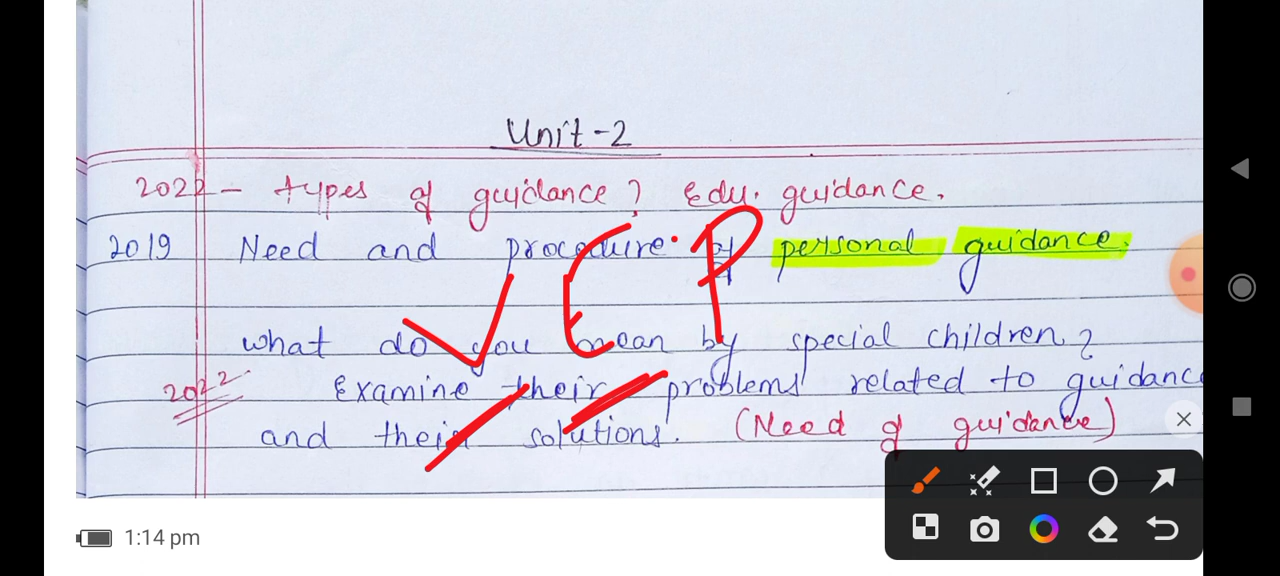 Unit-2
2022 - types of guidance? Edu. guidance.
2019 Need and procedure of personal guidance.
V E P
what do you mean by special children?
2022 Examine their problems related to guidance
and their solutions. (Need of guidance)
1:14 pm